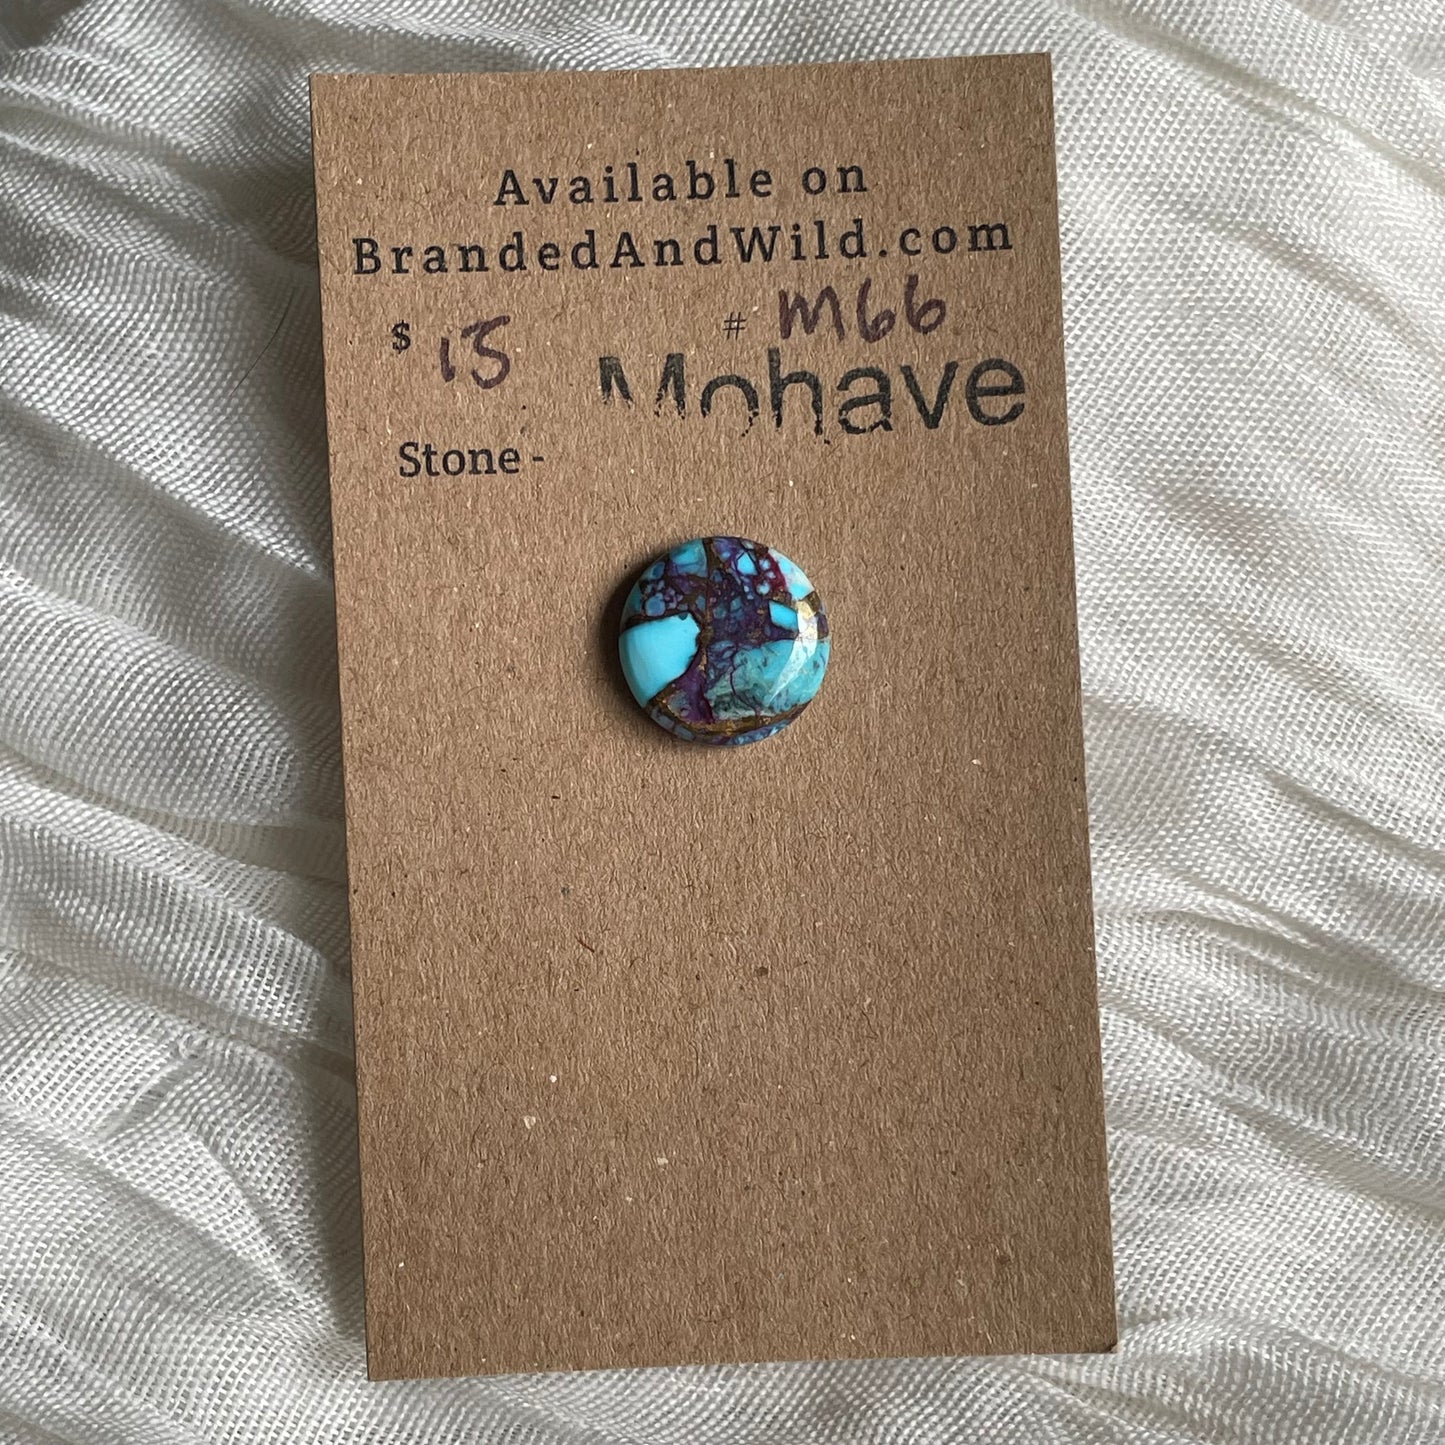 Available on
BrandedAndWild.com
$ 15 # M66
Mohave
Stone -